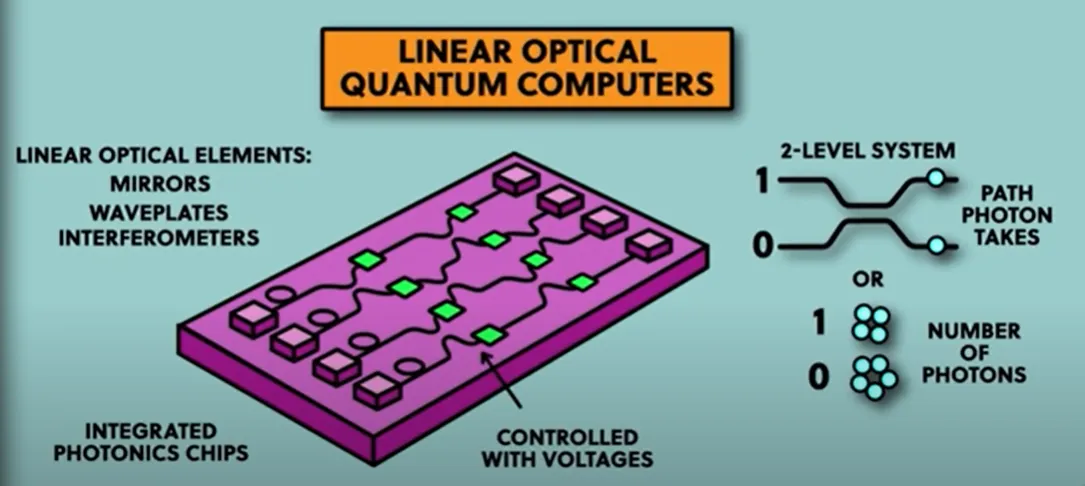 LINEAR OPTICAL
QUANTUM COMPUTERS
LINEAR OPTICAL ELEMENTS:
MIRRORS
WAVEPLATES
INTERFEROMETERS
2-LEVEL SYSTEM
1
0
PATH
PHOTON
TAKES
OR
1
0
NUMBER
OF
PHOTONS
INTEGRATED
PHOTONICS CHIPS
CONTROLLED
WITH VOLTAGES